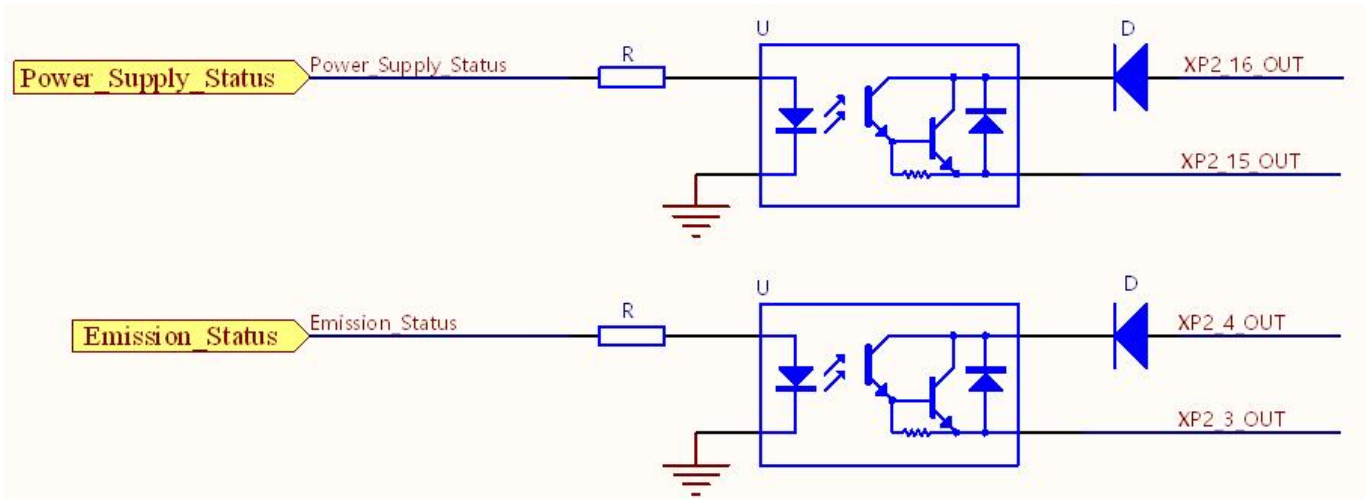 U
D
R
Power_Supply_Status
Power_Supply_Status
XP2_16_OUT
XP2_15_OUT
U
D
R
Emission_Status
Emission_Status
XP2_4_OUT
XP2_3_OUT